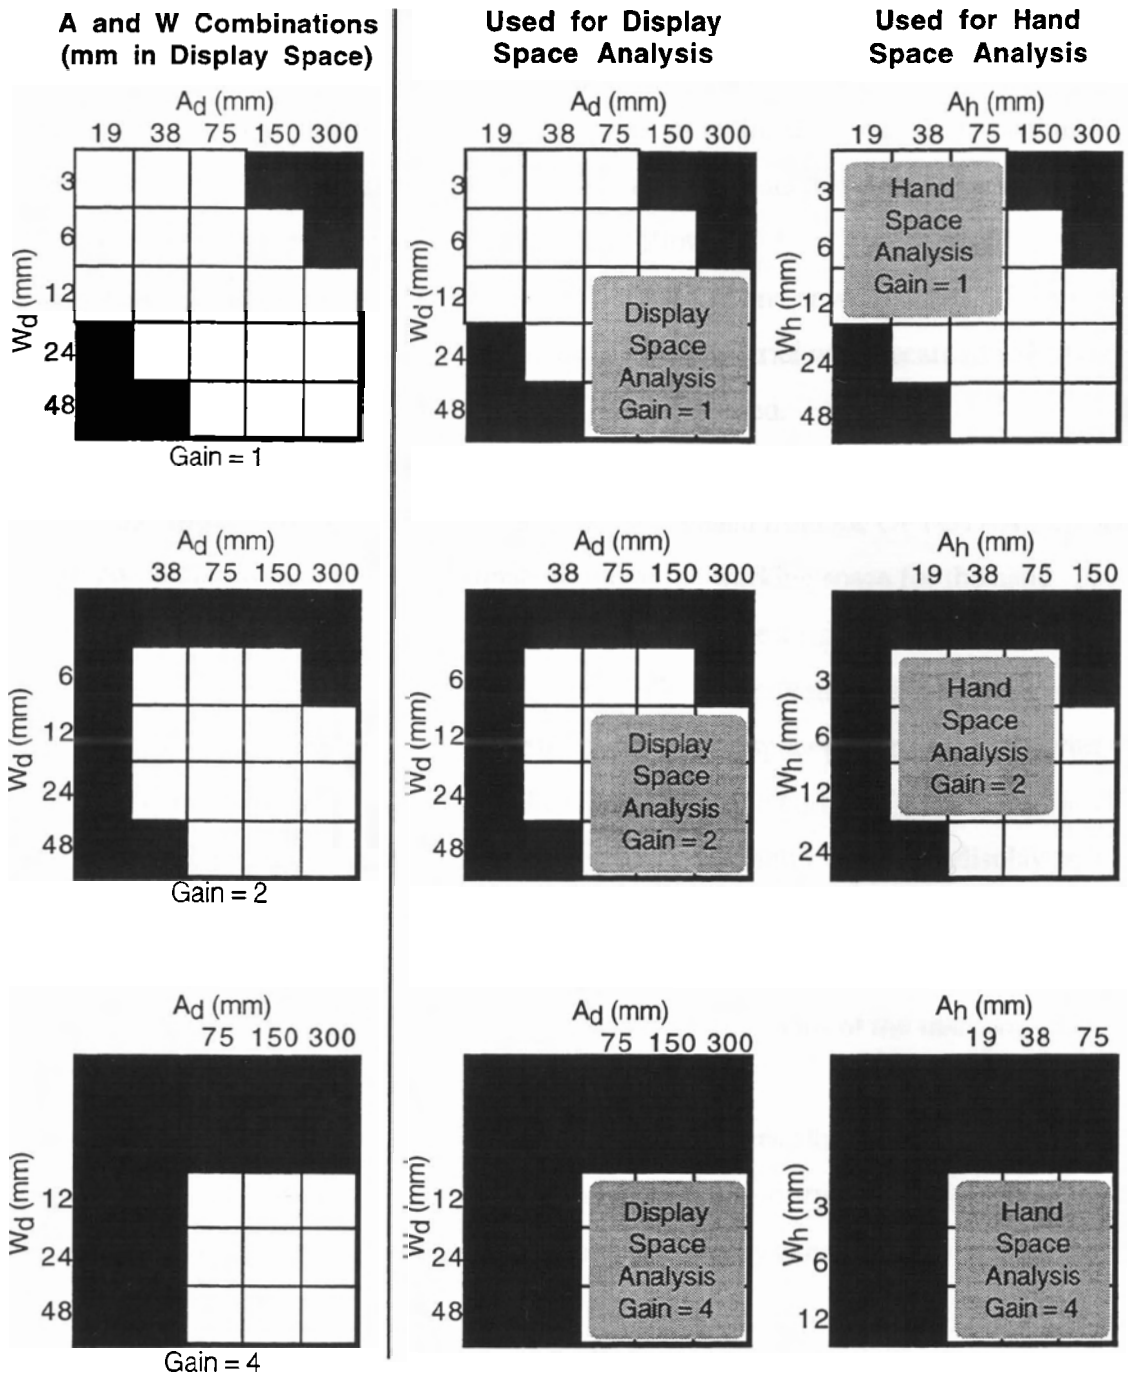 A and W Combinations
(mm in Display Space)
Used for Display
Space Analysis
Used for Hand
Space Analysis
Ad (mm)
19 38 75 150 300
Wd (mm)
3
6
12
24
48
Gain = 1
Ad (mm)
19 38 75 150 300
Wd (mm)
3
6
12
24
48
Display
Space
Analysis
Gain = 1
Ah (mm)
19 38 75 150 300
Wh (mm)
3
6
12
24
48
Hand
Space
Analysis
Gain = 1
Ad (mm)
38 75 150 300
Wd (mm)
6
12
24
48
Gain = 2
Ad (mm)
38 75 150 300
Wd (mm)
6
12
24
48
Display
Space
Analysis
Gain = 2
Ah (mm)
19 38 75 150
Wh (mm)
3
6
12
24
Hand
Space
Analysis
Gain = 2
Ad (mm)
75 150 300
Wd (mm)
12
24
48
Gain = 4
Ad (mm)
75 150 300
Wd (mm)
12
24
48
Display
Space
Analysis
Gain = 4
Ah (mm)
19 38 75
Wh (mm)
3
6
12
Hand
Space
Analysis
Gain = 4